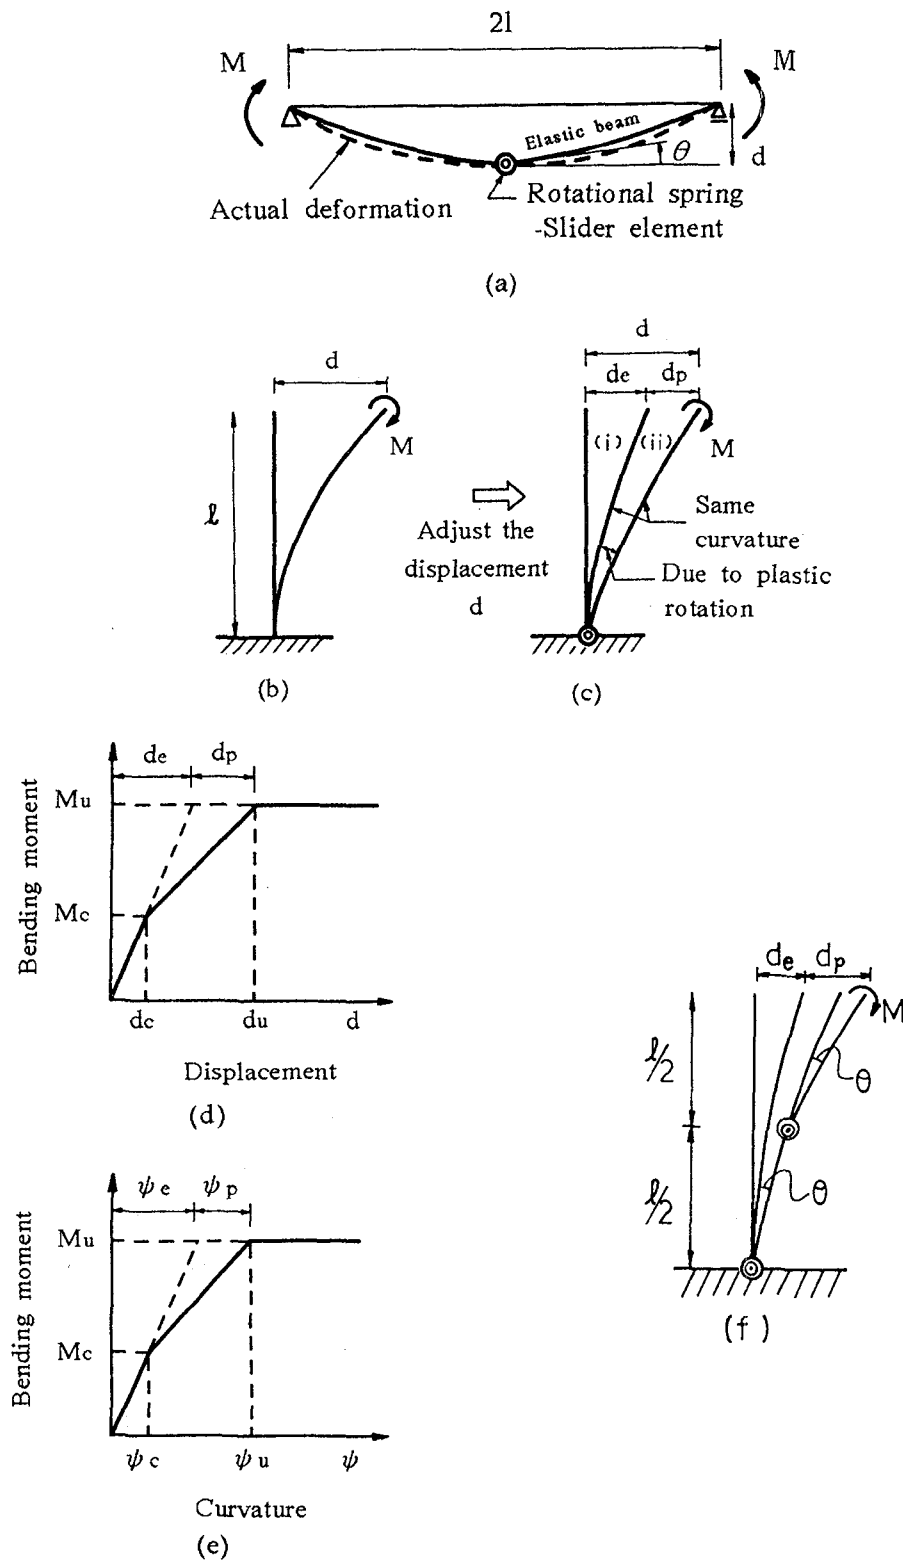 2l
M
M
Elastic beam
θ
d
Actual deformation
Rotational spring
-Slider element
(a)
d
M
ℓ
(b)
Adjust the
displacement
d
d
de
dp
(i)
(ii)
M
Same
curvature
Due to plastic
rotation
(c)
de
dp
Mu
Mc
Bending moment
dc
du
d
Displacement
(d)
de
dp
M
ℓ/2
θ
ℓ/2
θ
(f)
ψe
ψp
Mu
Mc
Bending moment
ψc
ψu
ψ
Curvature
(e)